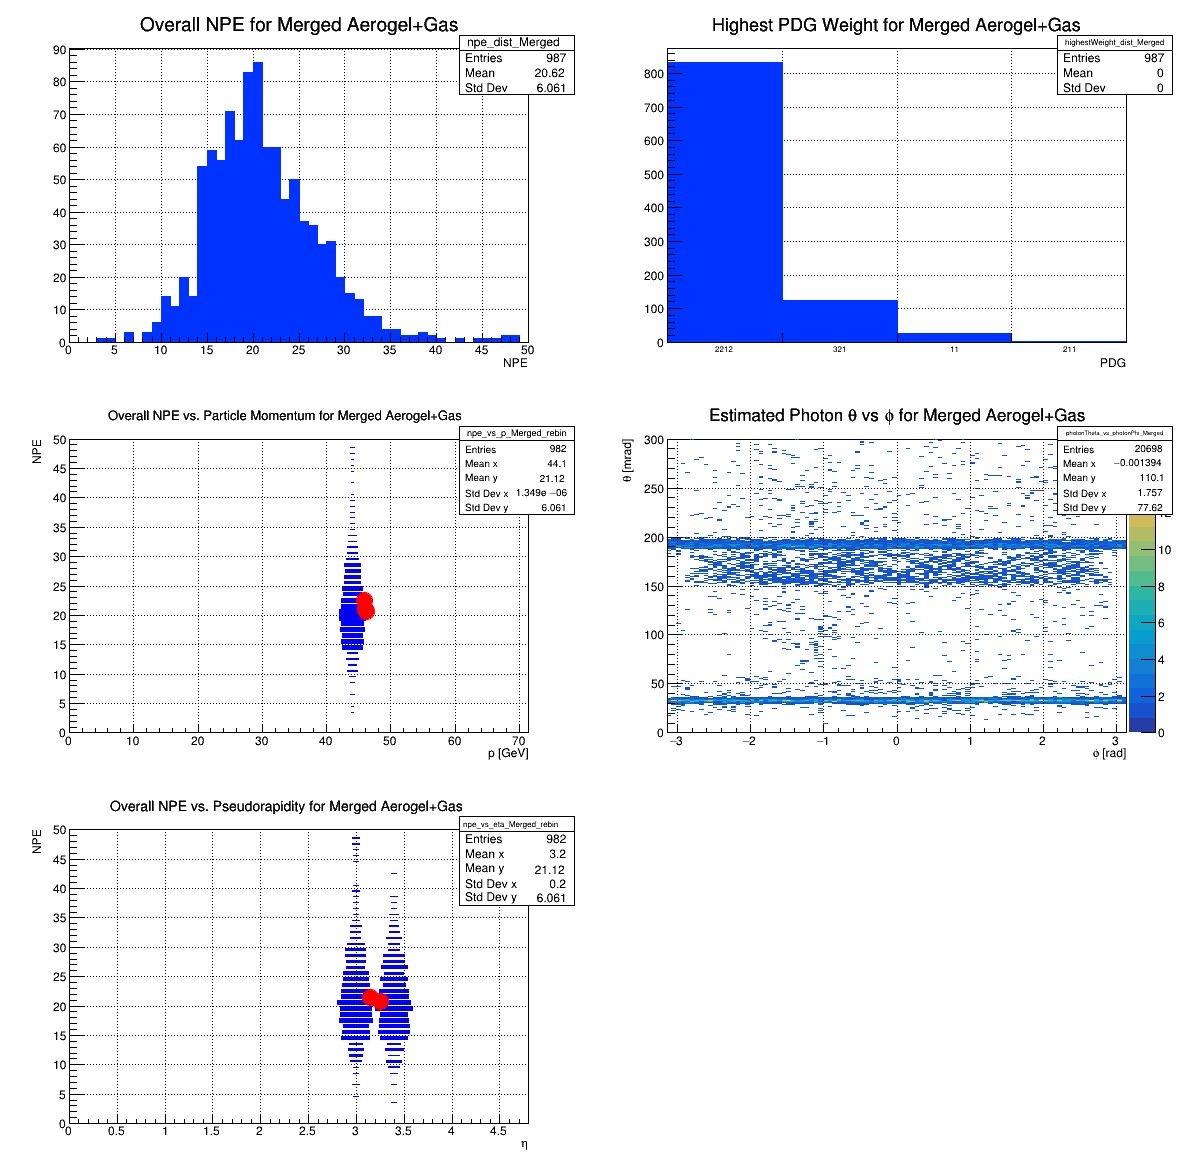 Overall NPE for Merged Aerogel+Gas
npe_dist_Merged
Entries 987
Mean 20.62
Std Dev 6.061
90
80
70
60
50
40
30
20
10
0
0 5 10 15 20 25 30 35 40 45 50
NPE
Highest PDG Weight for Merged Aerogel+Gas
highestWeight_dist_Merged
Entries 987
Mean 0
Std Dev 0
800
700
600
500
400
300
200
100
0
2212 321 11 211
PDG
Overall NPE vs. Particle Momentum for Merged Aerogel+Gas
npe_vs_p_Merged_rebin
Entries 982
Mean x 44.1
Mean y 21.12
Std Dev x 1.349e −06
Std Dev y 6.061
NPE
50
45
40
35
30
25
20
15
10
5
0
0 10 20 30 40 50 60 70
p [GeV]
Estimated Photon θ vs ϕ for Merged Aerogel+Gas
photonTheta_vs_photonPhi_Merged
Entries 20698
Mean x −0.001394
Mean y 110.1
Std Dev x 1.757
Std Dev y 77.62
θ [mrad]
300
250
200
150
100
50
0
−3 −2 −1 0 1 2 3
ϕ [rad]
12
10
8
6
4
2
0
Overall NPE vs. Pseudorapidity for Merged Aerogel+Gas
npe_vs_eta_Merged_rebin
Entries 982
Mean x 3.2
Mean y 21.12
Std Dev x 0.2
Std Dev y 6.061
NPE
50
45
40
35
30
25
20
15
10
5
0
0 0.5 1 1.5 2 2.5 3 3.5 4 4.5
η